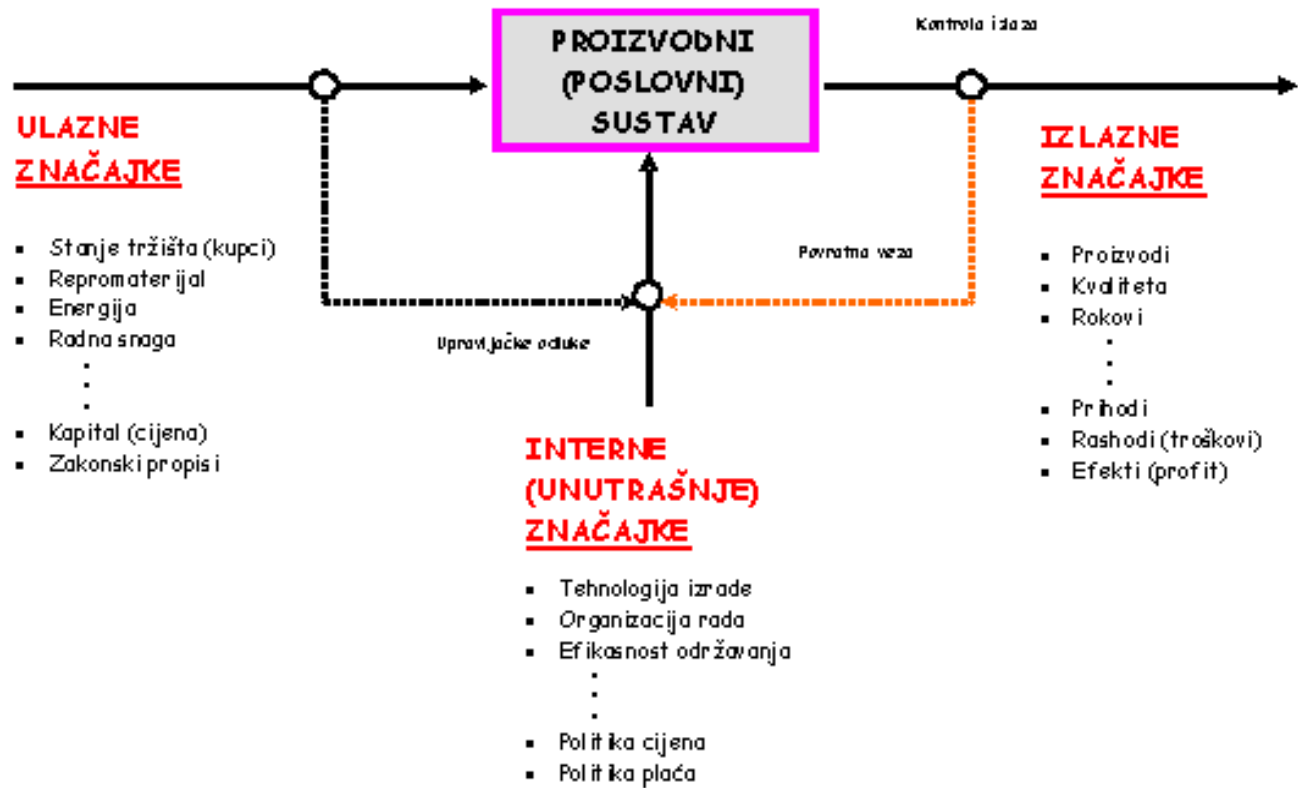 Kontrola izlaza
PROIZVODNI
(POSLOVNI)
SUSTAV
ULAZNE
ZNAČAJKE
▪ Stanje tržišta (kupci)
▪ Repromaterijal
▪ Energija
▪ Radna snaga
▪ Kapital (cijena)
▪ Zakonski propisi
Upravljačke odluke
Povratna veza
IZLAZNE
ZNAČAJKE
▪ Proizvodi
▪ Kvaliteta
▪ Rokovi
▪ Prihodi
▪ Rashodi (troškovi)
▪ Efekti (profit)
INTERNE
(UNUTRAŠNJE)
ZNAČAJKE
▪ Tehnologija izrade
▪ Organizacija rada
▪ Efikasnost održavanja
▪ Politika cijena
▪ Politika plaća